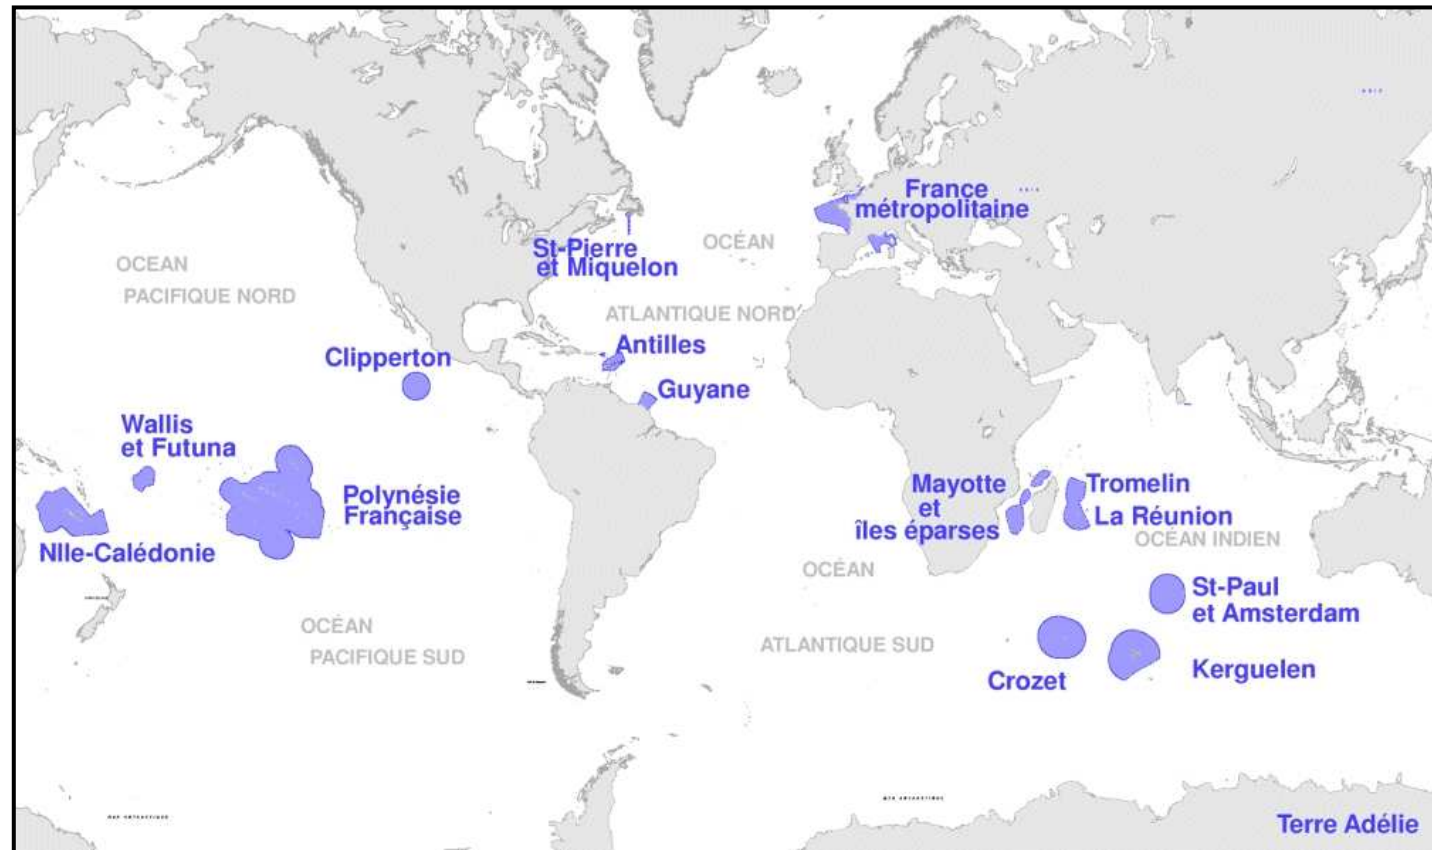 France
métropolitaine
St-Pierre
et Miquelon
OCÉAN
ATLANTIQUE NORD
OCEAN
PACIFIQUE NORD
Clipperton
Antilles
Guyane
Wallis
et Futuna
Polynésie
Française
Nlle-Calédonie
Mayotte
et
îles éparses
Tromelin
La Réunion
OCÉAN INDIEN
OCÉAN
ATLANTIQUE SUD
St-Paul
et Amsterdam
OCÉAN
PACIFIQUE SUD
Crozet
Kerguelen
Terre Adélie